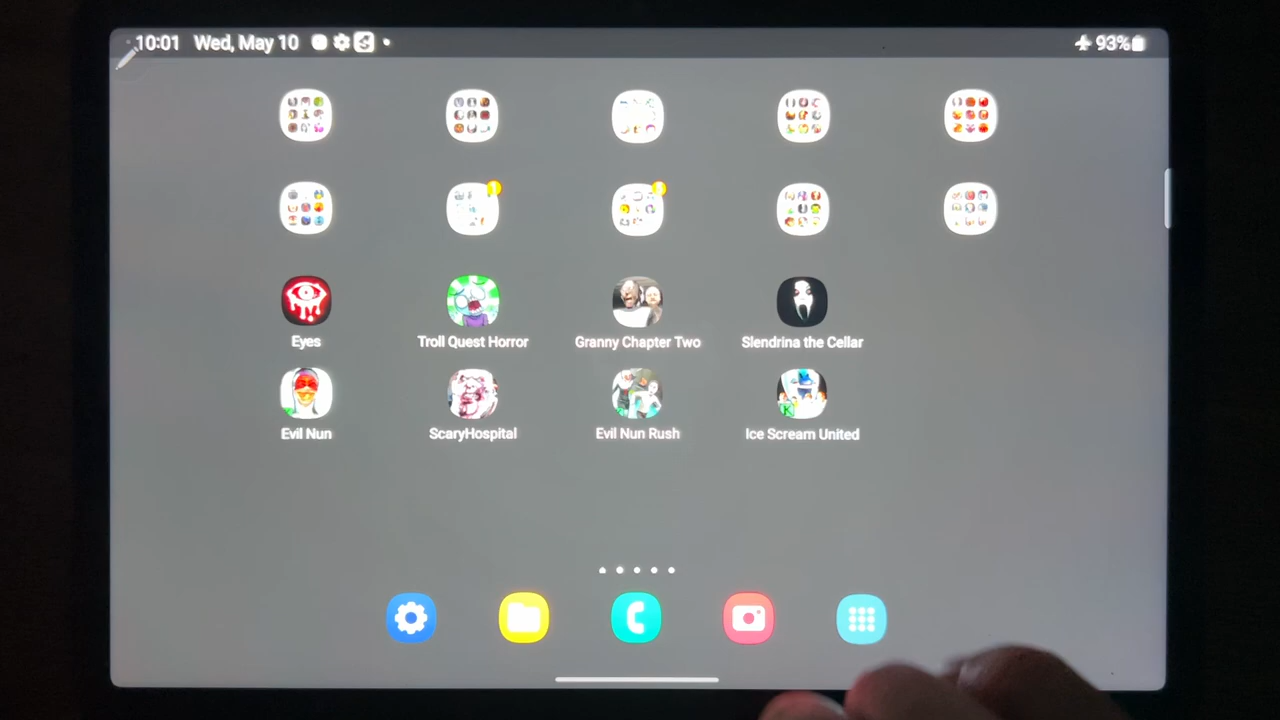 10:01 Wed, May 10 93%
Eyes Troll Quest Horror Granny Chapter Two Slendrina the Cellar
Evil Nun ScaryHospital Evil Nun Rush Ice Scream United